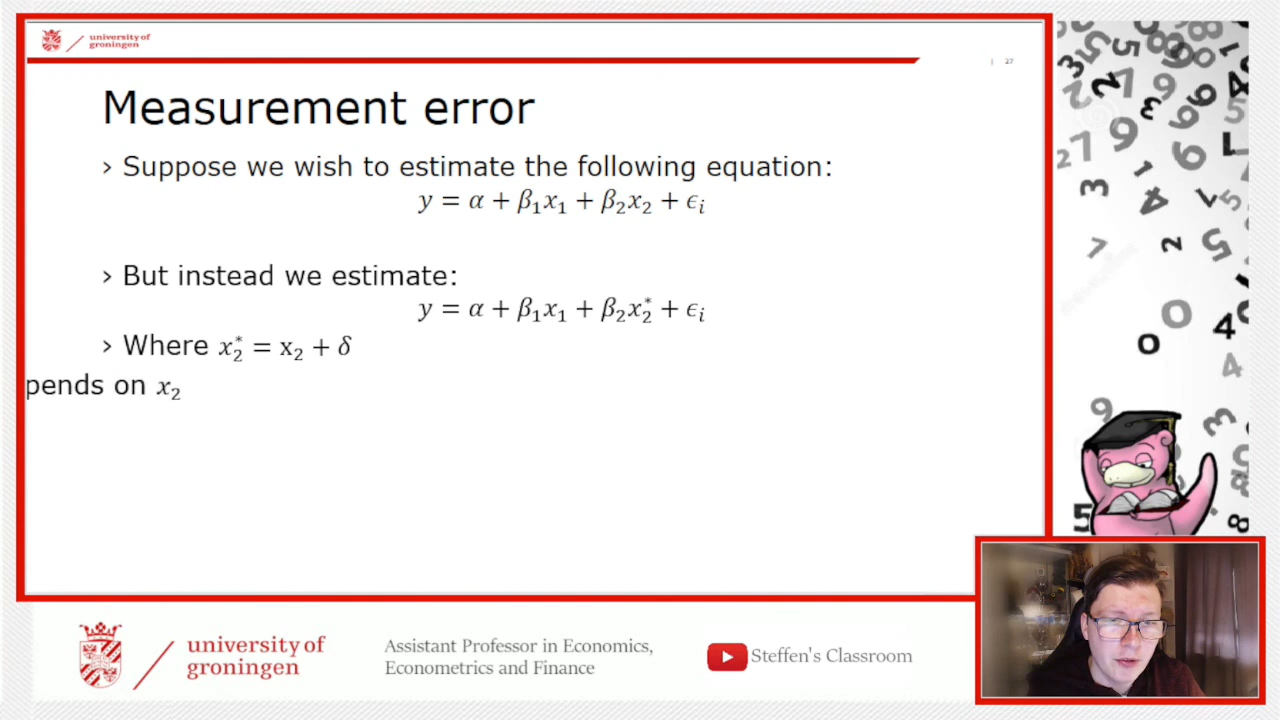 university of
groningen
| 27
Measurement error
› Suppose we wish to estimate the following equation:
y = α + β₁x₁ + β₂x₂ + ϵᵢ
› But instead we estimate:
y = α + β₁x₁ + β₂x₂* + ϵᵢ
› Where x₂* = x₂ + δ
pends on x₂
university of
groningen
Assistant Professor in Economics,
Econometrics and Finance
Steffen's Classroom